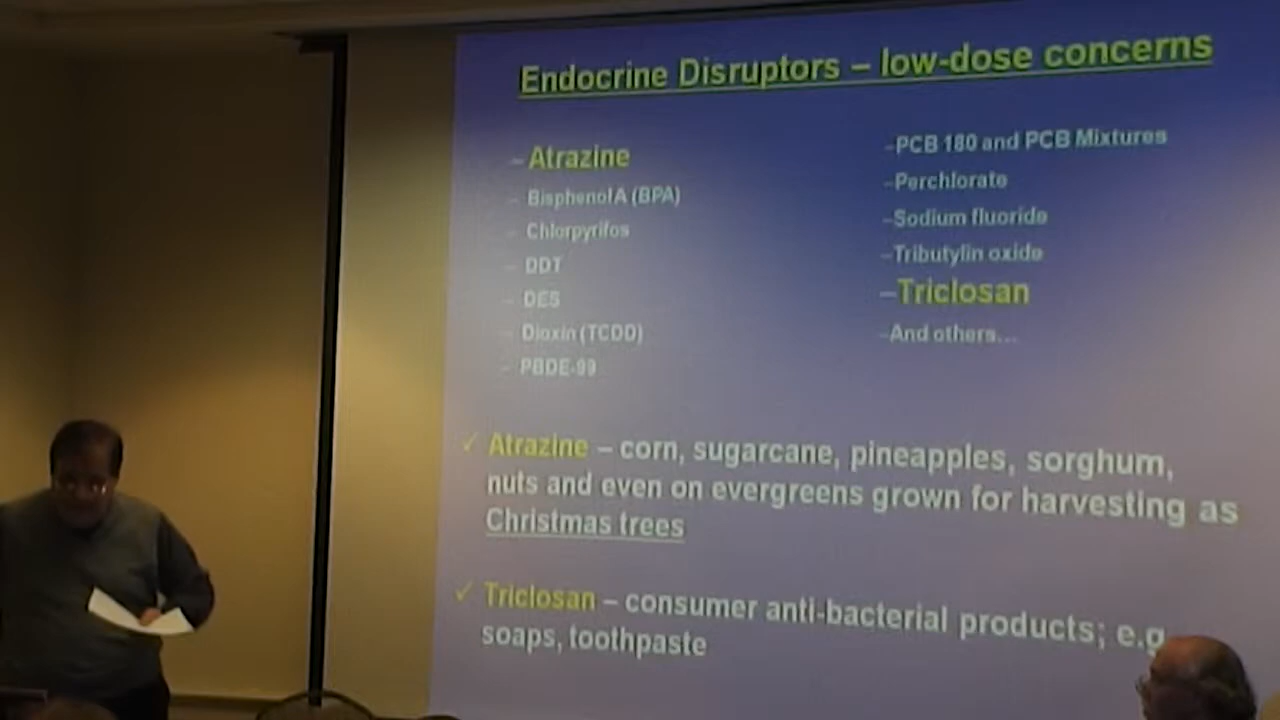 Endocrine Disruptors – low-dose concerns
– Atrazine
– Bisphenol A (BPA)
– Chlorpyrifos
– DDT
– DES
– Dioxin (TCDD)
– PBDE-99
–PCB 180 and PCB Mixtures
–Perchlorate
–Sodium fluoride
–Tributylin oxide
–Triclosan
–And others...
✓ Atrazine – corn, sugarcane, pineapples, sorghum,
nuts and even on evergreens grown for harvesting as
Christmas trees
✓ Triclosan – consumer anti-bacterial products; e.g
soaps, toothpaste